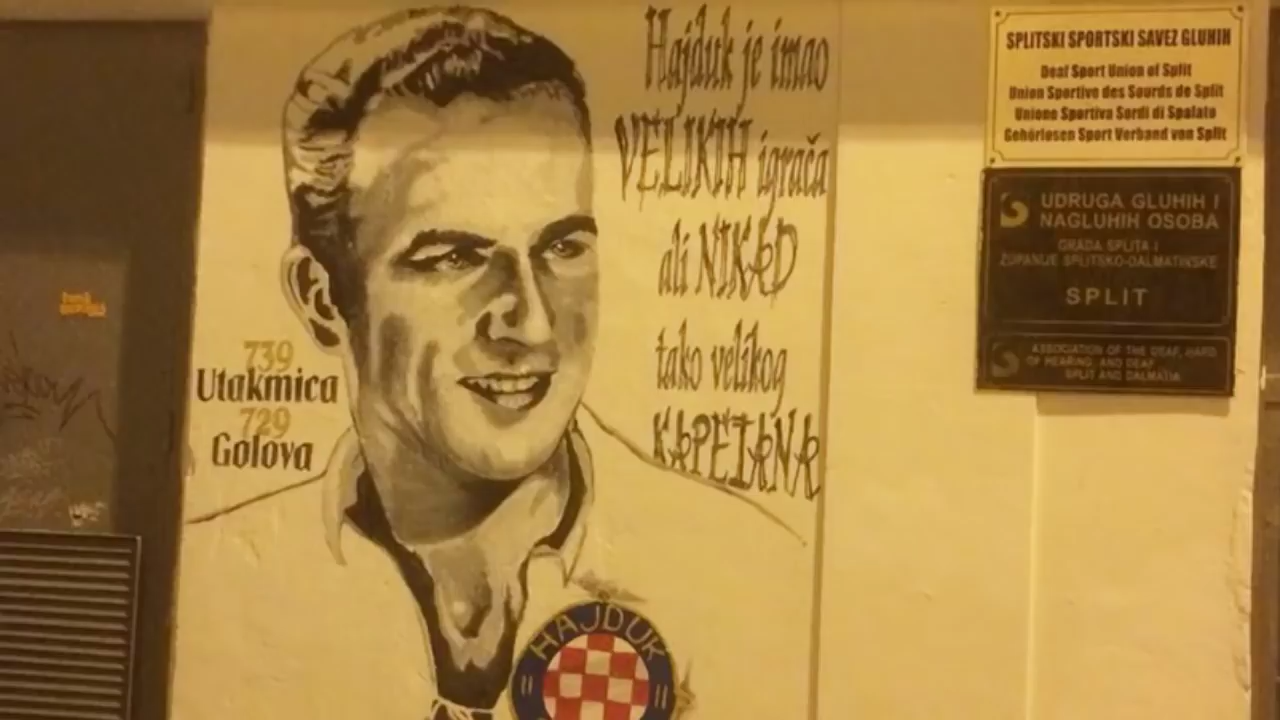 Hajduk je imao
VELIKIH igrača
ali NIKAD
tako velikog
KAPETANA
739
Utakmica
729
Golova
HAJDUK
SPLITSKI SPORTSKI SAVEZ GLUHIH
Deaf Sport Union of Split
Union Sportive des Sourds de Split
Unione Sportiva Sordi di Spalato
Gehörlosen Sport Verband von Split
UDRUGA GLUHIH I
NAGLUHIH OSOBA
GRADA SPLITA I
ŽUPANIJE SPLITSKO-DALMATINSKE
SPLIT
ASSOCIATION OF THE DEAF, HARD
OF HEARING AND DEAF
SPLIT AND DALMATIA